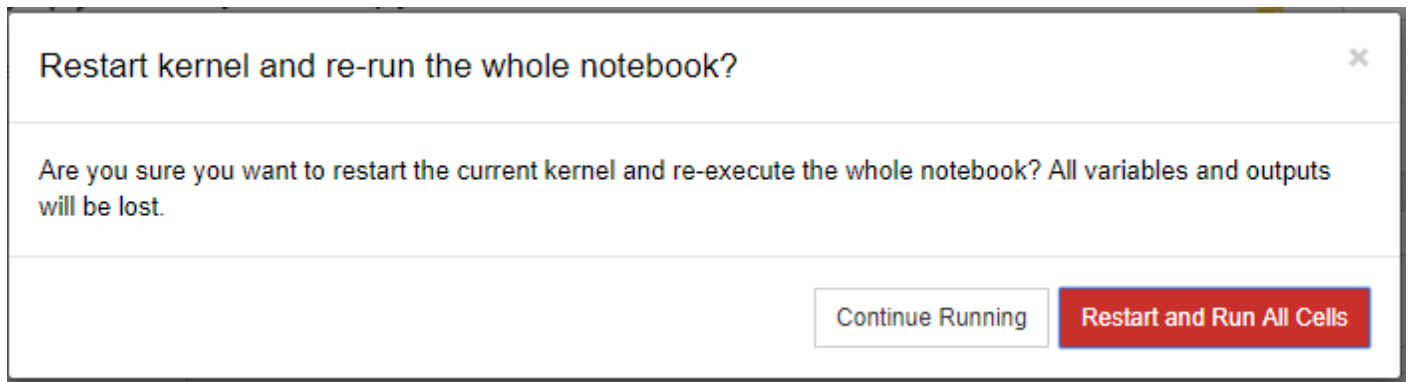 Restart kernel and re-run the whole notebook?
×
Are you sure you want to restart the current kernel and re-execute the whole notebook? All variables and outputs
will be lost.
Continue Running
Restart and Run All Cells